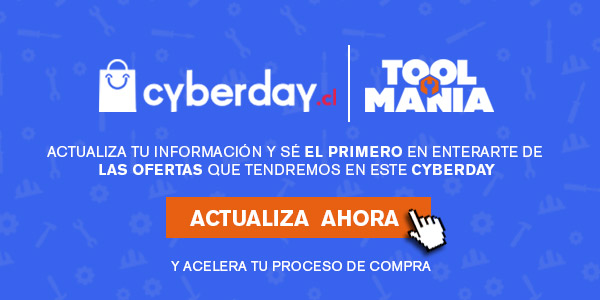 cyberday.cl
TOOL
MANIA
ACTUALIZA TU INFORMACIÓN Y SÉ EL PRIMERO EN ENTERARTE DE
LAS OFERTAS QUE TENDREMOS EN ESTE CYBERDAY
ACTUALIZA AHORA
Y ACELERA TU PROCESO DE COMPRA